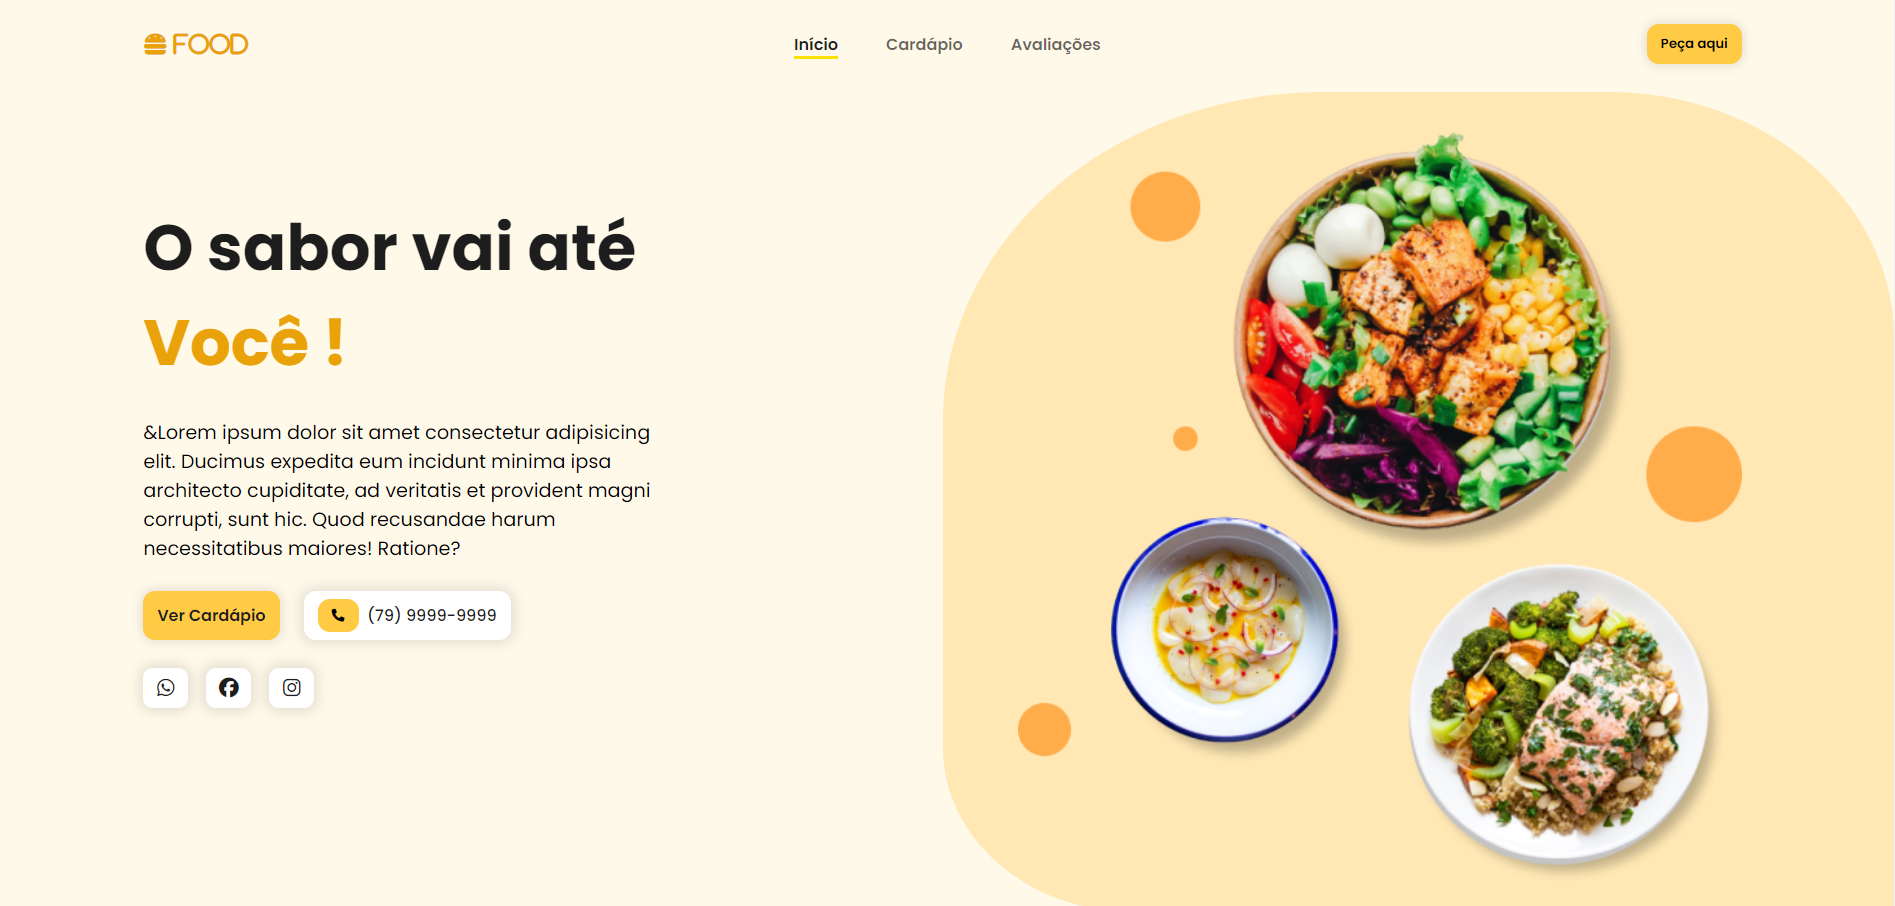 FOOD
Início
Cardápio
Avaliações
Peça aqui
O sabor vai até
Você !
&Lorem ipsum dolor sit amet consectetur adipisicing
elit. Ducimus expedita eum incidunt minima ipsa
architecto cupiditate, ad veritatis et provident magni
corrupti, sunt hic. Quod recusandae harum
necessitatibus maiores! Ratione?
Ver Cardápio
(79) 9999-9999